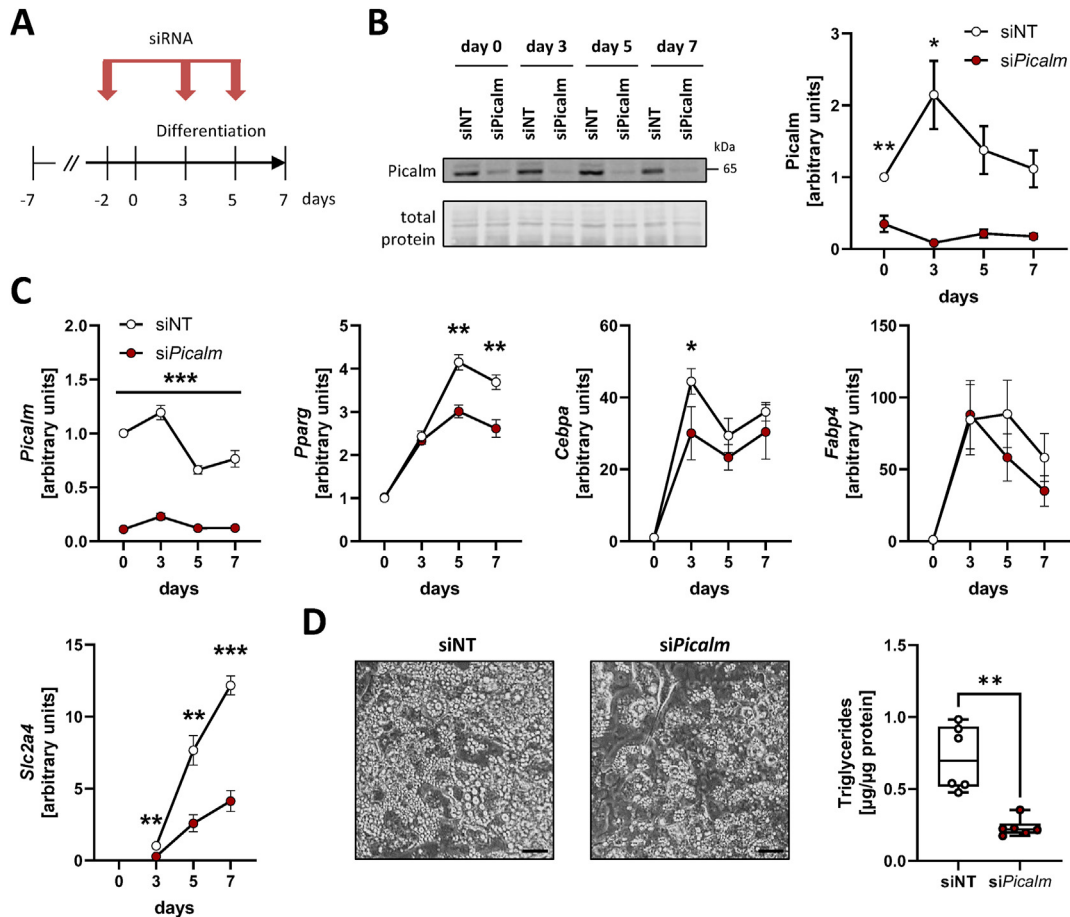 A
siRNA
Differentiation
-7 -2 0 3 5 7 days
B
day 0 day 3 day 5 day 7
siNT siPicalm siNT siPicalm siNT siPicalm siNT siPicalm
kDa
Picalm
65
total
protein
siNT
siPicalm
Picalm
[arbitrary units]
3
2
1
0
**
*
0 3 5 7
days
C
siNT
siPicalm
***
Picalm
[arbitrary units]
2.0
1.5
1.0
0.5
0.0
0 3 5 7
days
Pparg
[arbitrary units]
5
4
3
2
1
0
**
**
0 3 5 7
days
Cebpa
[arbitrary units]
60
40
20
0
*
0 3 5 7
days
Fabp4
[arbitrary units]
150
100
50
0
0 3 5 7
days
Slc2a4
[arbitrary units]
15
10
5
0
**
**
***
0 3 5 7
days
D
siNT
siPicalm
Triglycerides
[µg/µg protein]
1.5
1.0
0.5
0.0
**
siNT siPicalm